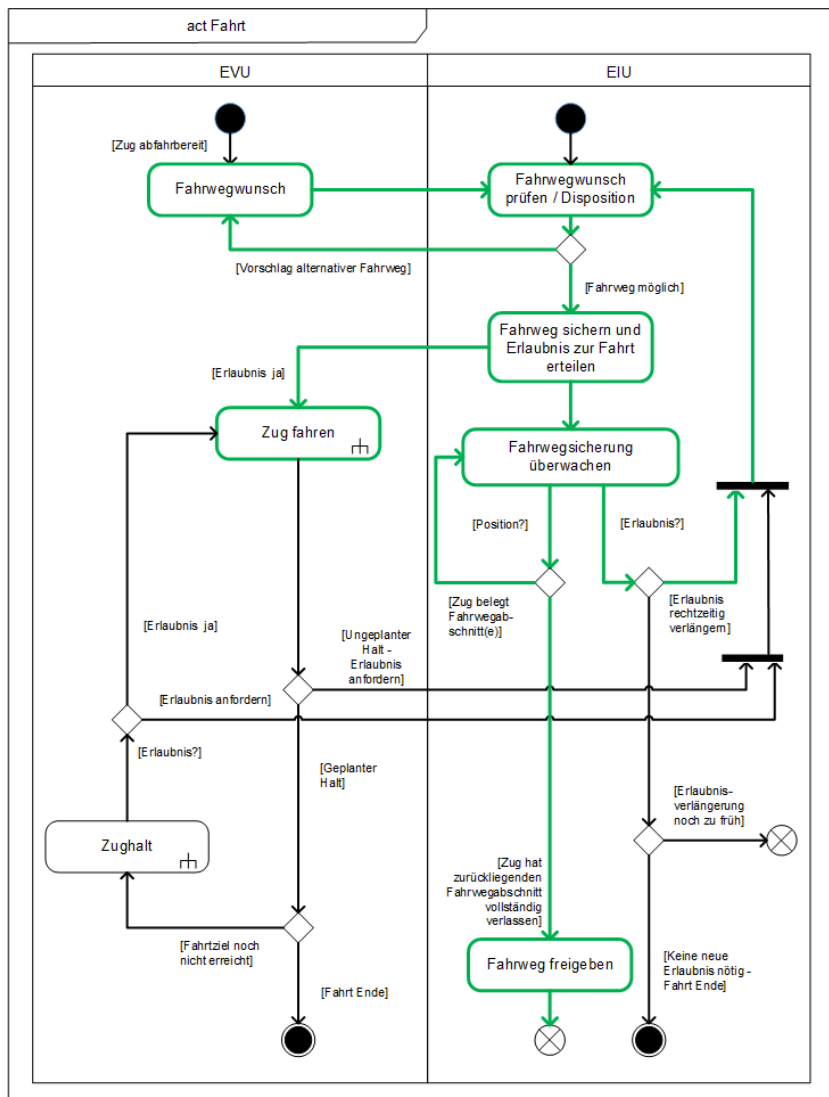 act Fahrt
EVU
EIU
[Zug abfahrbereit]
Fahrwegwunsch
Fahrwegwunsch
prüfen / Disposition
[Vorschlag alternativer Fahrweg]
[Fahrweg möglich]
Fahrweg sichern und
Erlaubnis zur Fahrt
erteilen
[Erlaubnis ja]
Zug fahren
Fahrwegsicherung
überwachen
[Position?]
[Erlaubnis?]
[Zug belegt
Fahrwegab-
schnitt(e)]
[Erlaubnis
rechtzeitig
verlängern]
[Erlaubnis ja]
[Ungeplanter
Halt -
Erlaubnis
anfordern]
[Erlaubnis anfordern]
[Erlaubnis?]
[Geplanter
Halt]
[Erlaubnis-
verlängerung
noch zu früh]
Zughalt
[Zug hat
zurückliegenden
Fahrwegabschnitt
vollständig
verlassen]
[Fahrtziel noch
nicht erreicht]
Fahrweg freigeben
[Keine neue
Erlaubnis nötig -
Fahrt Ende]
[Fahrt Ende]